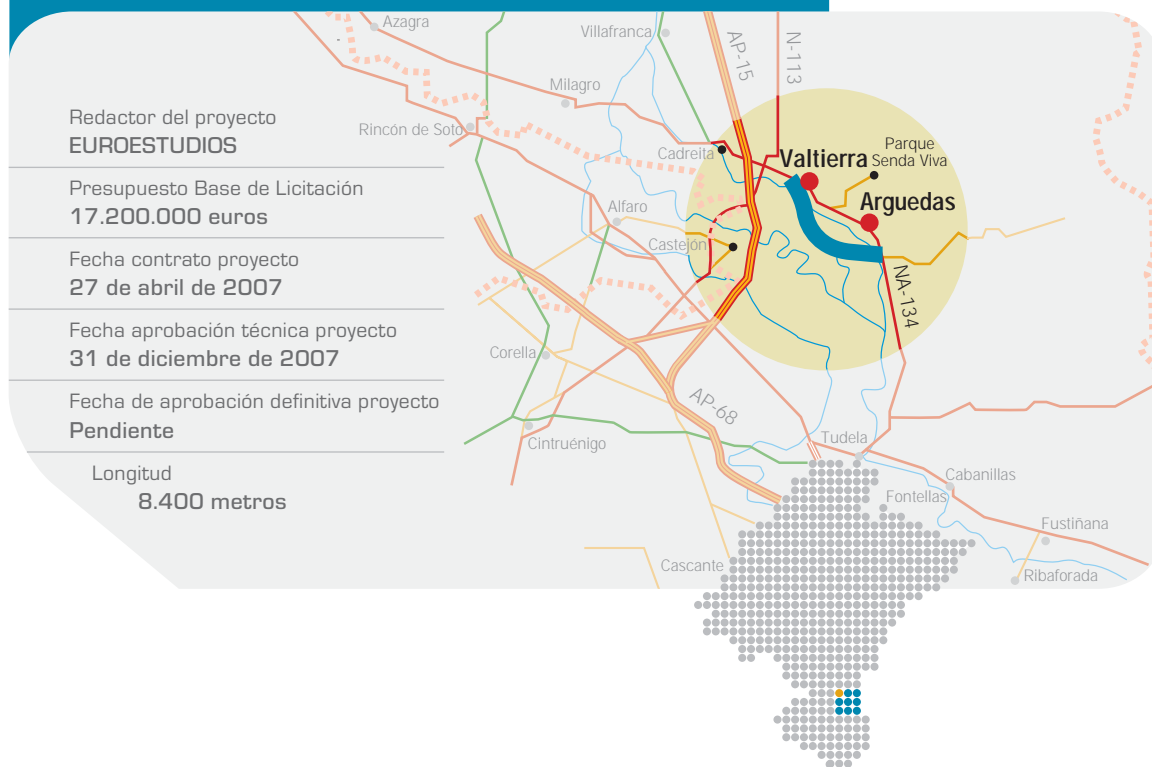 Redactor del proyecto
EUROESTUDIOS
Presupuesto Base de Licitación
17.200.000 euros
Fecha contrato proyecto
27 de abril de 2007
Fecha aprobación técnica proyecto
31 de diciembre de 2007
Fecha de aprobación definitiva proyecto
Pendiente
Longitud
8.400 metros
Azagra
Villafranca
AP-15
N-113
Milagro
Rincón de Soto
Cadreita
Valtierra
Parque
Senda Viva
Alfaro
Arguedas
Castejón
NA-134
Corella
AP-68
Cintruénigo
Tudela
Cabanillas
Fontellas
Fustiñana
Cascante
Ribaforada